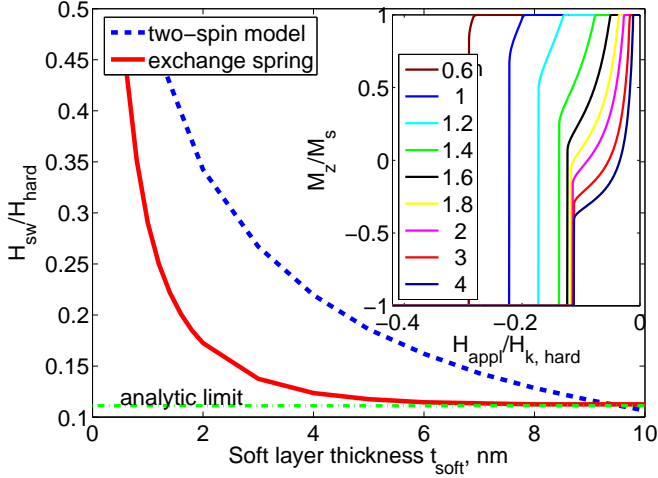 0.5
0.45
0.4
0.35
0.3
0.25
0.2
0.15
0.1
H_sw/H_hard
two-spin model
exchange spring
analytic limit
0 2 4 6 8 10
Soft layer thickness t_soft, nm
1
0.5
0
−0.5
−1
M_z/M_s
0.6
1
1.2
1.4
1.6
1.8
2
3
4
−0.4 −0.2 0
H_appl/H_k, hard